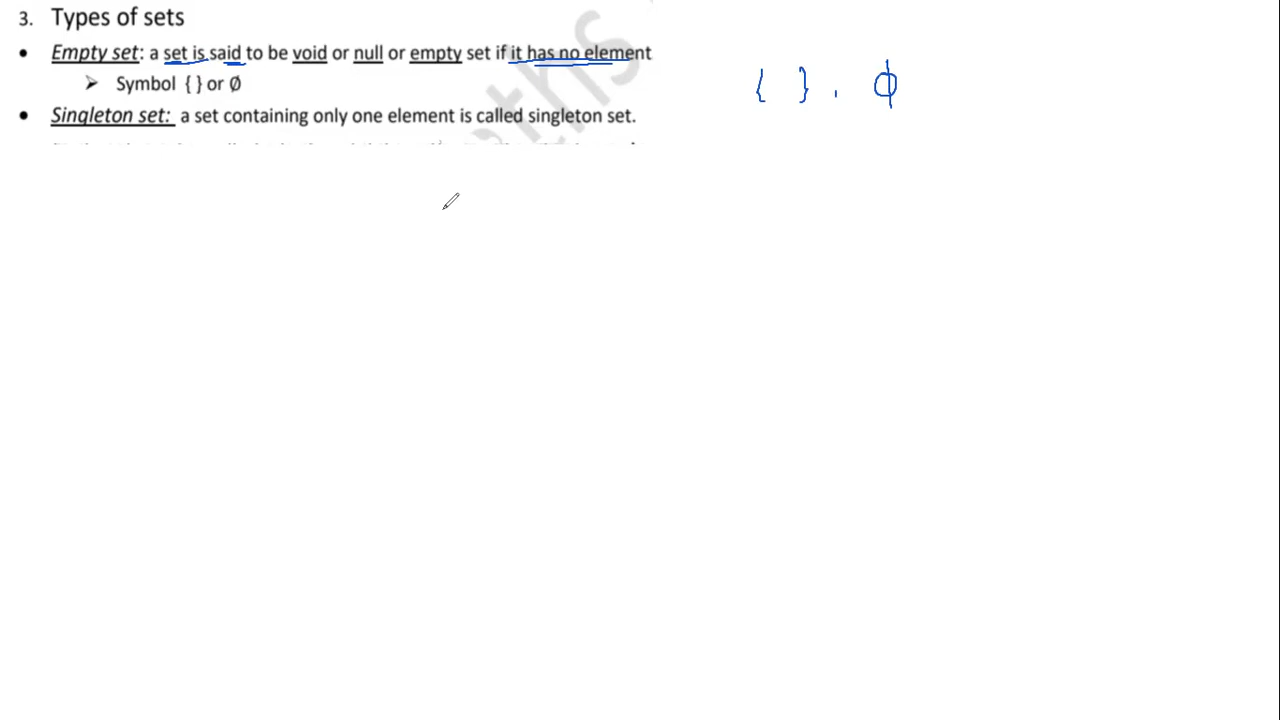 3. Types of sets
• Empty set: a set is said to be void or null or empty set if it has no element
➢ Symbol { } or Ø
{ } , ϕ
• Singleton set: a set containing only one element is called singleton set.